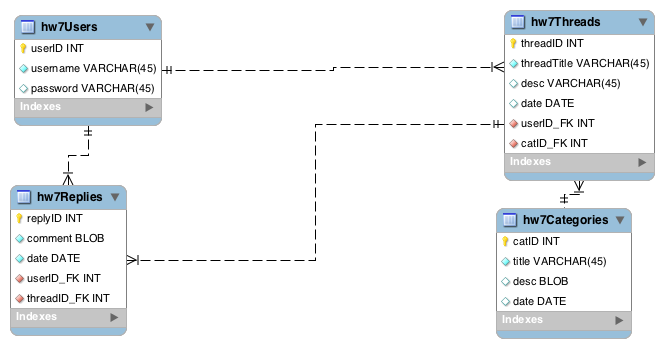 hw7Users
userID INT
username VARCHAR(45)
password VARCHAR(45)
Indexes
hw7Threads
threadID INT
threadTitle VARCHAR(45)
desc VARCHAR(45)
date DATE
userID_FK INT
catID_FK INT
Indexes
hw7Replies
replyID INT
comment BLOB
date DATE
userID_FK INT
threadID_FK INT
Indexes
hw7Categories
catID INT
title VARCHAR(45)
desc BLOB
date DATE
Indexes